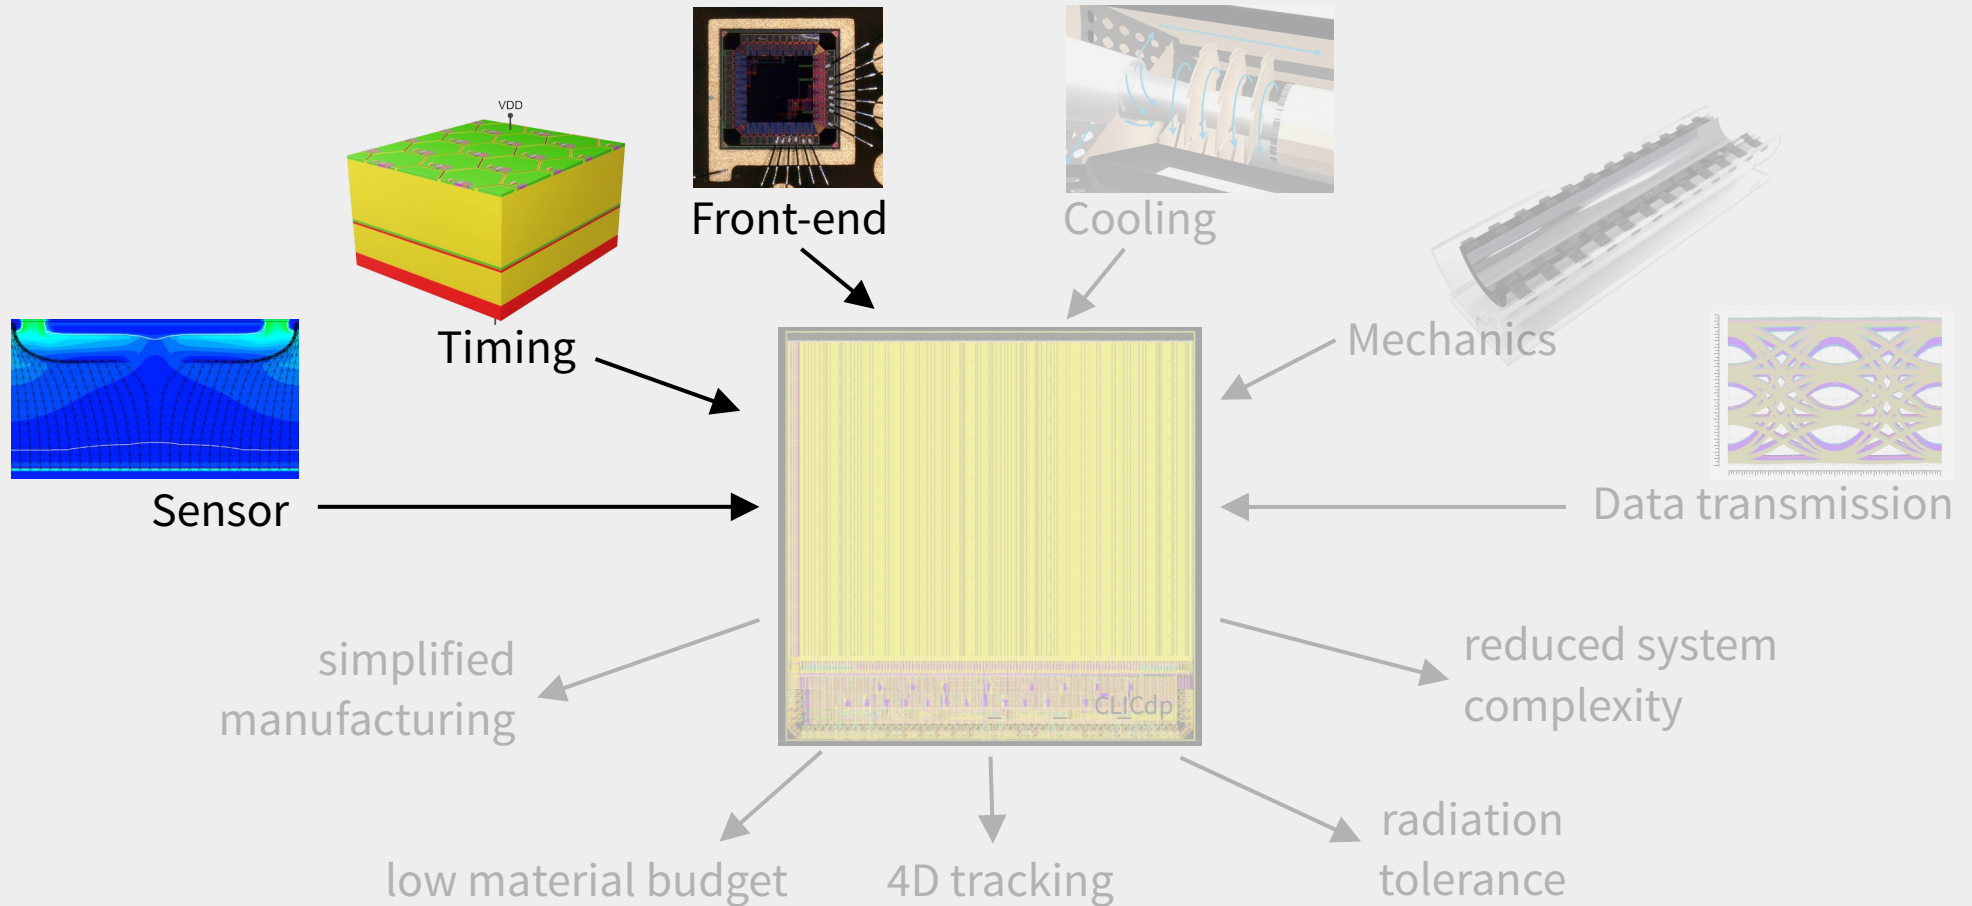 VDD
Front-end
Cooling
Timing
Mechanics
Sensor
Data transmission
simplified
manufacturing
CLICdp
reduced system
complexity
low material budget
4D tracking
radiation
tolerance